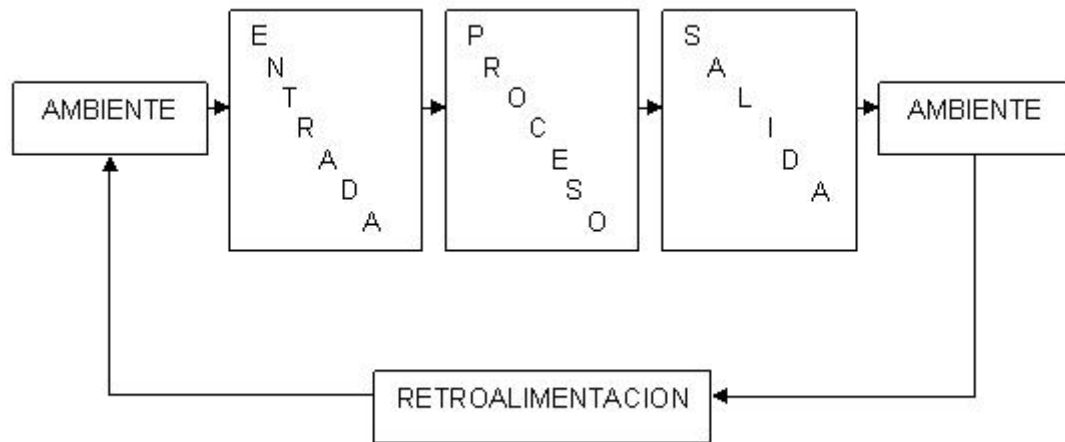 AMBIENTE
ENTRADA
PROCESO
SALIDA
AMBIENTE
RETROALIMENTACION